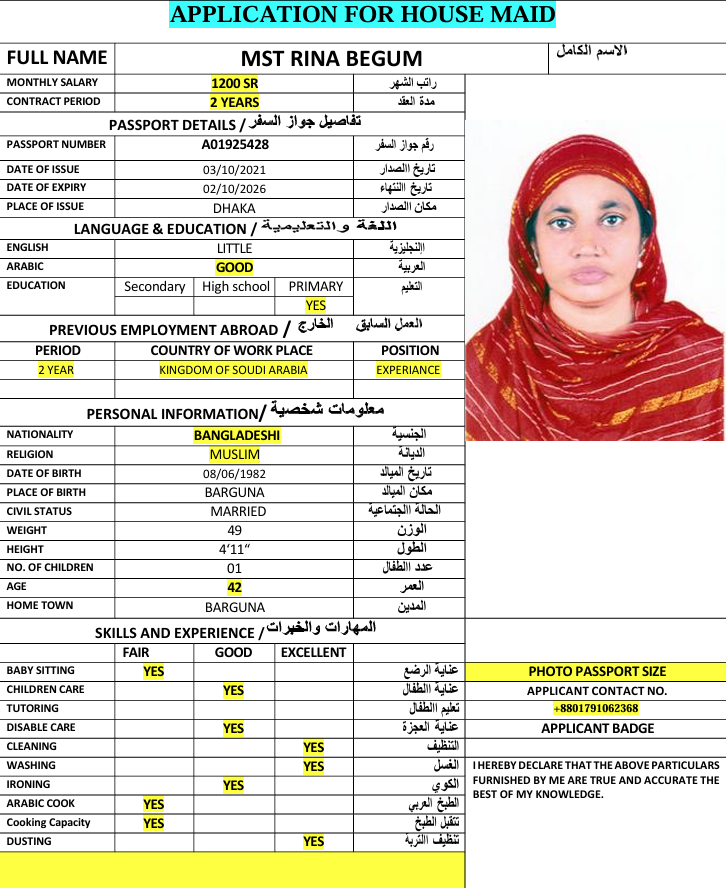 APPLICATION FOR HOUSE MAID
FULL NAME MST RINA BEGUM الاسم الكامل
MONTHLY SALARY 1200 SR راتب الشهر
CONTRACT PERIOD 2 YEARS مدة العقد
PASSPORT DETAILS / تفاصيل جواز السفر
PASSPORT NUMBER A01925428 رقم جواز السفر
DATE OF ISSUE 03/10/2021 تاريخ االصدار
DATE OF EXPIRY 02/10/2026 تاريخ االنتهاء
PLACE OF ISSUE DHAKA مكان االصدار
LANGUAGE & EDUCATION / اللغة والتعليمية
ENGLISH LITTLE اإلنجليزية
ARABIC GOOD العربية
EDUCATION Secondary High school PRIMARY التعليم
YES
PREVIOUS EMPLOYMENT ABROAD / العمل السابق الخارج
PERIOD COUNTRY OF WORK PLACE POSITION
2 YEAR KINGDOM OF SOUDI ARABIA EXPERIANCE
PERSONAL INFORMATION/ معلومات شخصية
NATIONALITY BANGLADESHI الجنسية
RELIGION MUSLIM الديانة
DATE OF BIRTH 08/06/1982 تاريخ الميالد
PLACE OF BIRTH BARGUNA مكان الميالد
CIVIL STATUS MARRIED الحالة االجتماعية
WEIGHT 49 الوزن
HEIGHT 4‘11“ الطول
NO. OF CHILDREN 01 عدد االطفال
AGE 42 العمر
HOME TOWN BARGUNA المدين
SKILLS AND EXPERIENCE / المهارات والخبرات
FAIR GOOD EXCELLENT
BABY SITTING YES عناية الرضع
CHILDREN CARE YES عناية االطفال
TUTORING تعليم االطفال
DISABLE CARE YES عناية العجزة
CLEANING YES التنظيف
WASHING YES الغسل
IRONING YES الكوي
ARABIC COOK YES الطبخ العربي
Cooking Capacity YES تتقبل الطبخ
DUSTING YES تنظيف االتربة
PHOTO PASSPORT SIZE
APPLICANT CONTACT NO.
+8801791062368
APPLICANT BADGE
I HEREBY DECLARE THAT THE ABOVE PARTICULARS
FURNISHED BY ME ARE TRUE AND ACCURATE THE
BEST OF MY KNOWLEDGE.